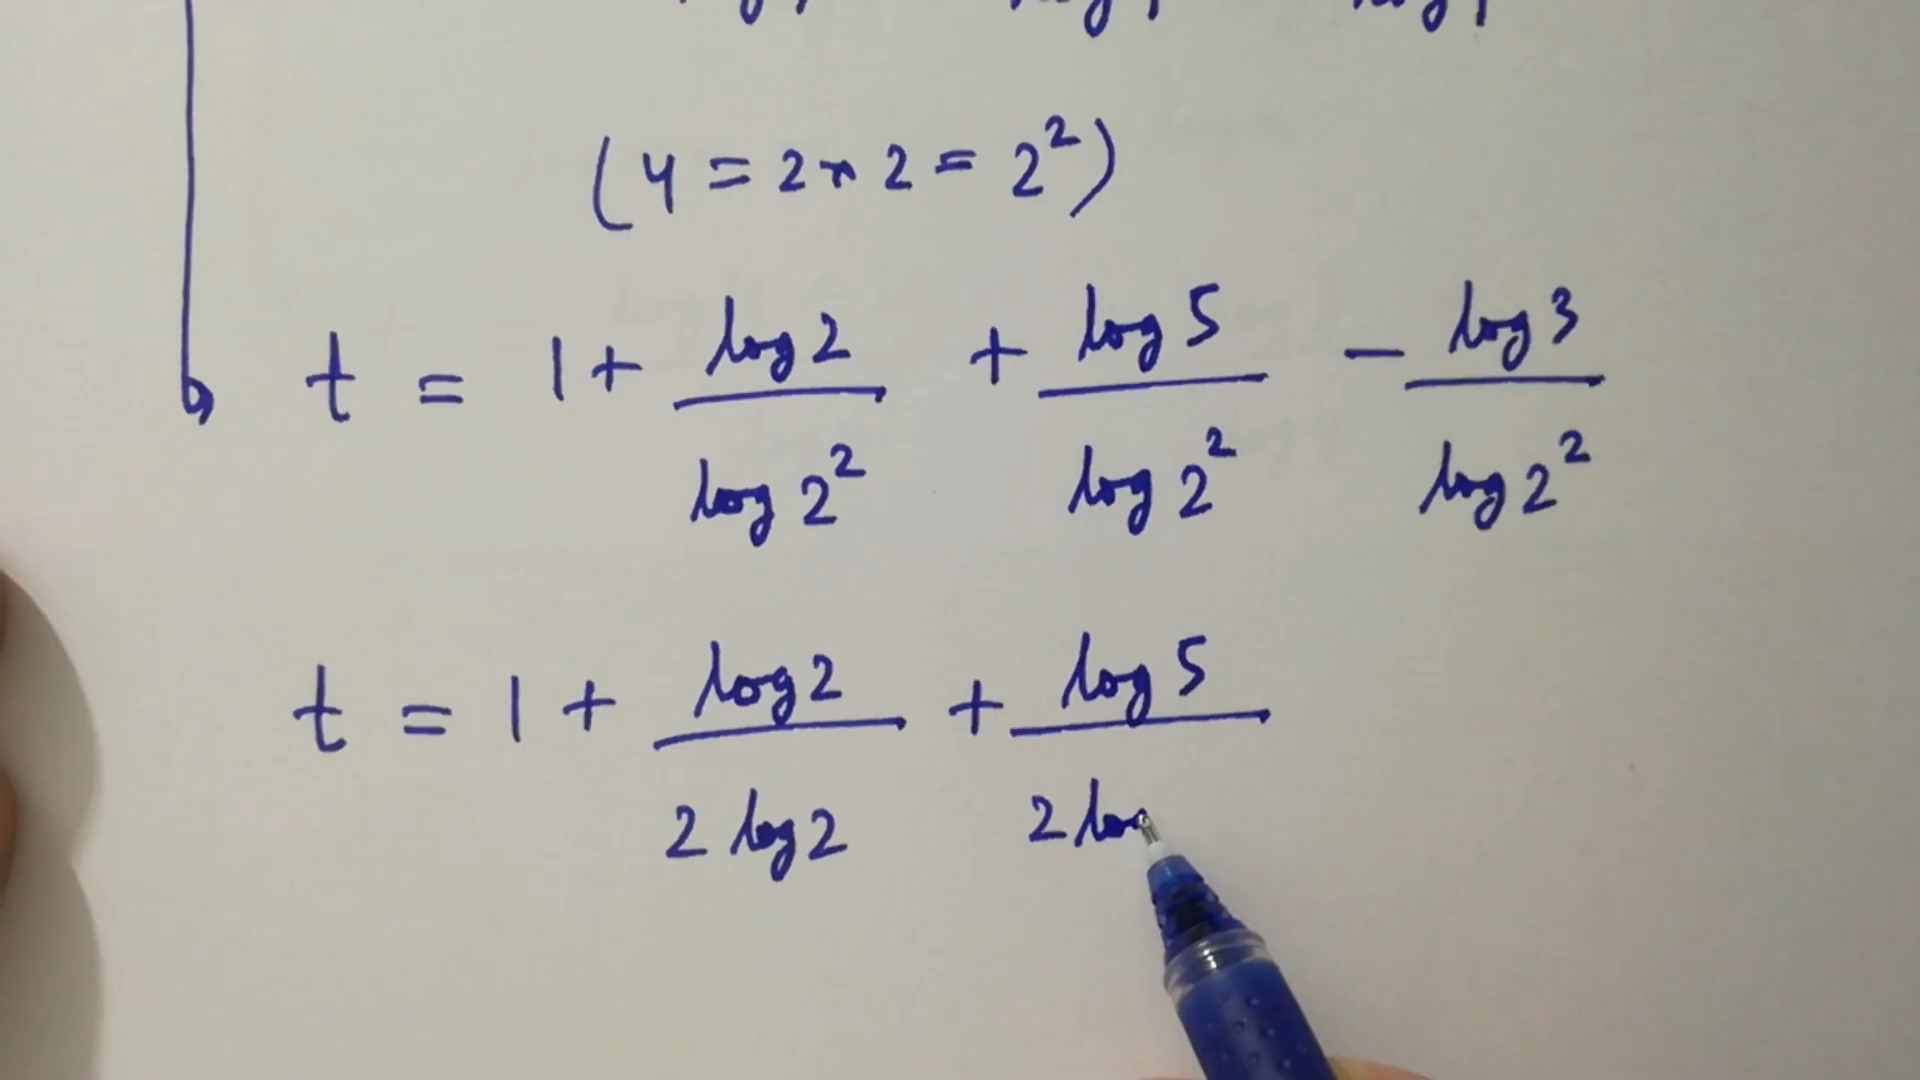 (4 = 2 × 2 = 2²)
t = 1 + log 2 / log 2² + log 5 / log 2² - log 3 / log 2²
t = 1 + log 2 / 2 log 2 + log 5 / 2 log